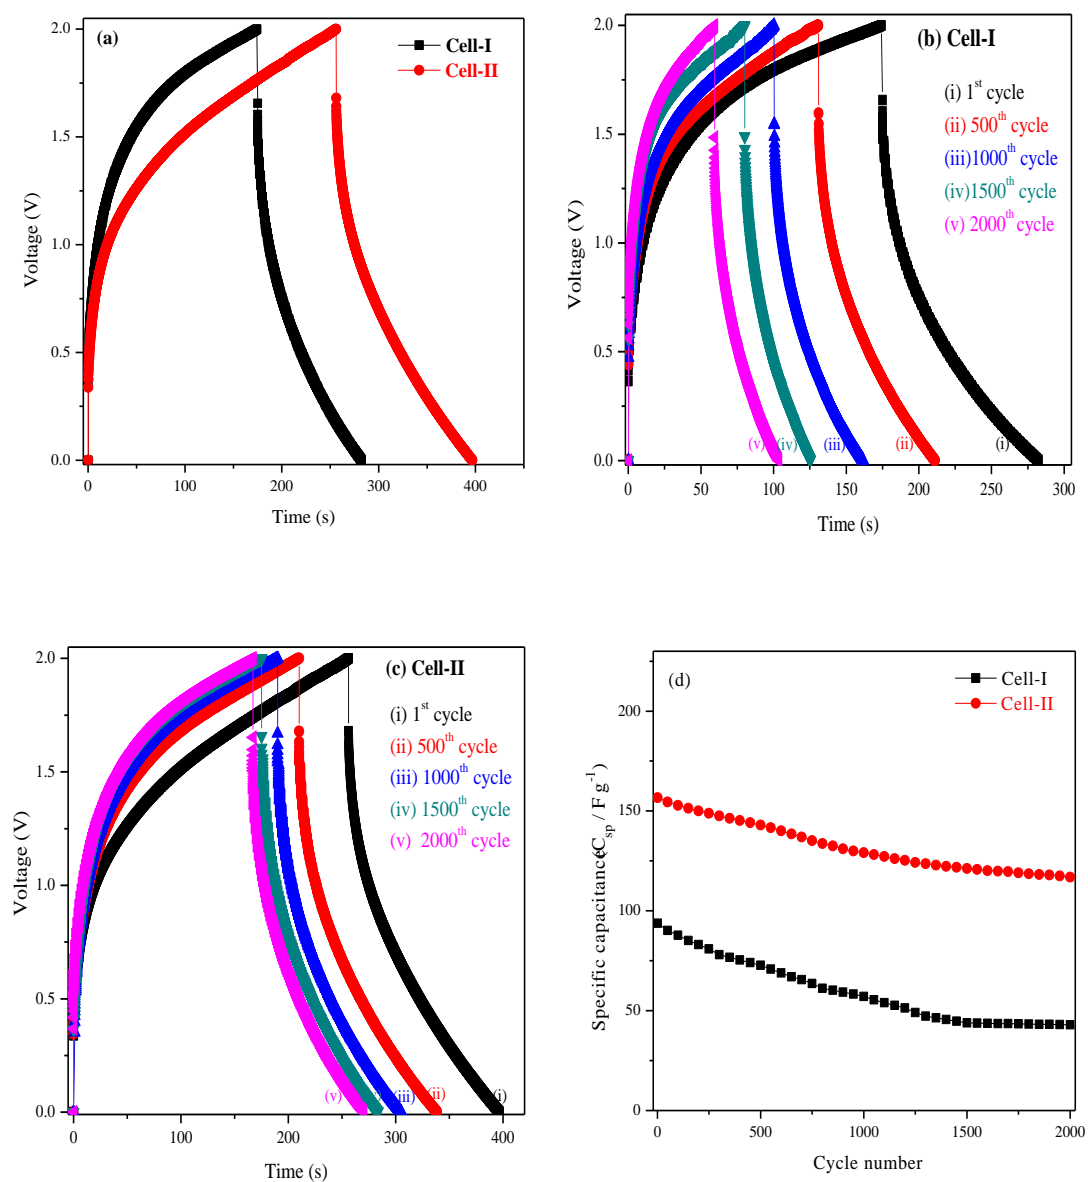 (a)
Cell-I
Cell-II
2.0
1.5
1.0
0.5
0.0
Voltage (V)
0 100 200 300 400
Time (s)
(b) Cell-I
(i) 1st cycle
(ii) 500th cycle
(iii)1000th cycle
(iv)1500th cycle
(v) 2000th cycle
2.0
1.5
1.0
0.5
0.0
Voltage (V)
(v) (iv) (iii) (ii) (i)
0 50 100 150 200 250 300
Time (s)
(c) Cell-II
(i) 1st cycle
(ii) 500th cycle
(iii) 1000th cycle
(iv) 1500th cycle
(v) 2000th cycle
2.0
1.5
1.0
0.5
0.0
Voltage (V)
(v) (iii) (ii) (i)
0 100 200 300 400
Time (s)
(d)
Cell-I
Cell-II
200
150
100
50
0
Specific capacitance(Csp / F g-1)
0 500 1000 1500 2000
Cycle number